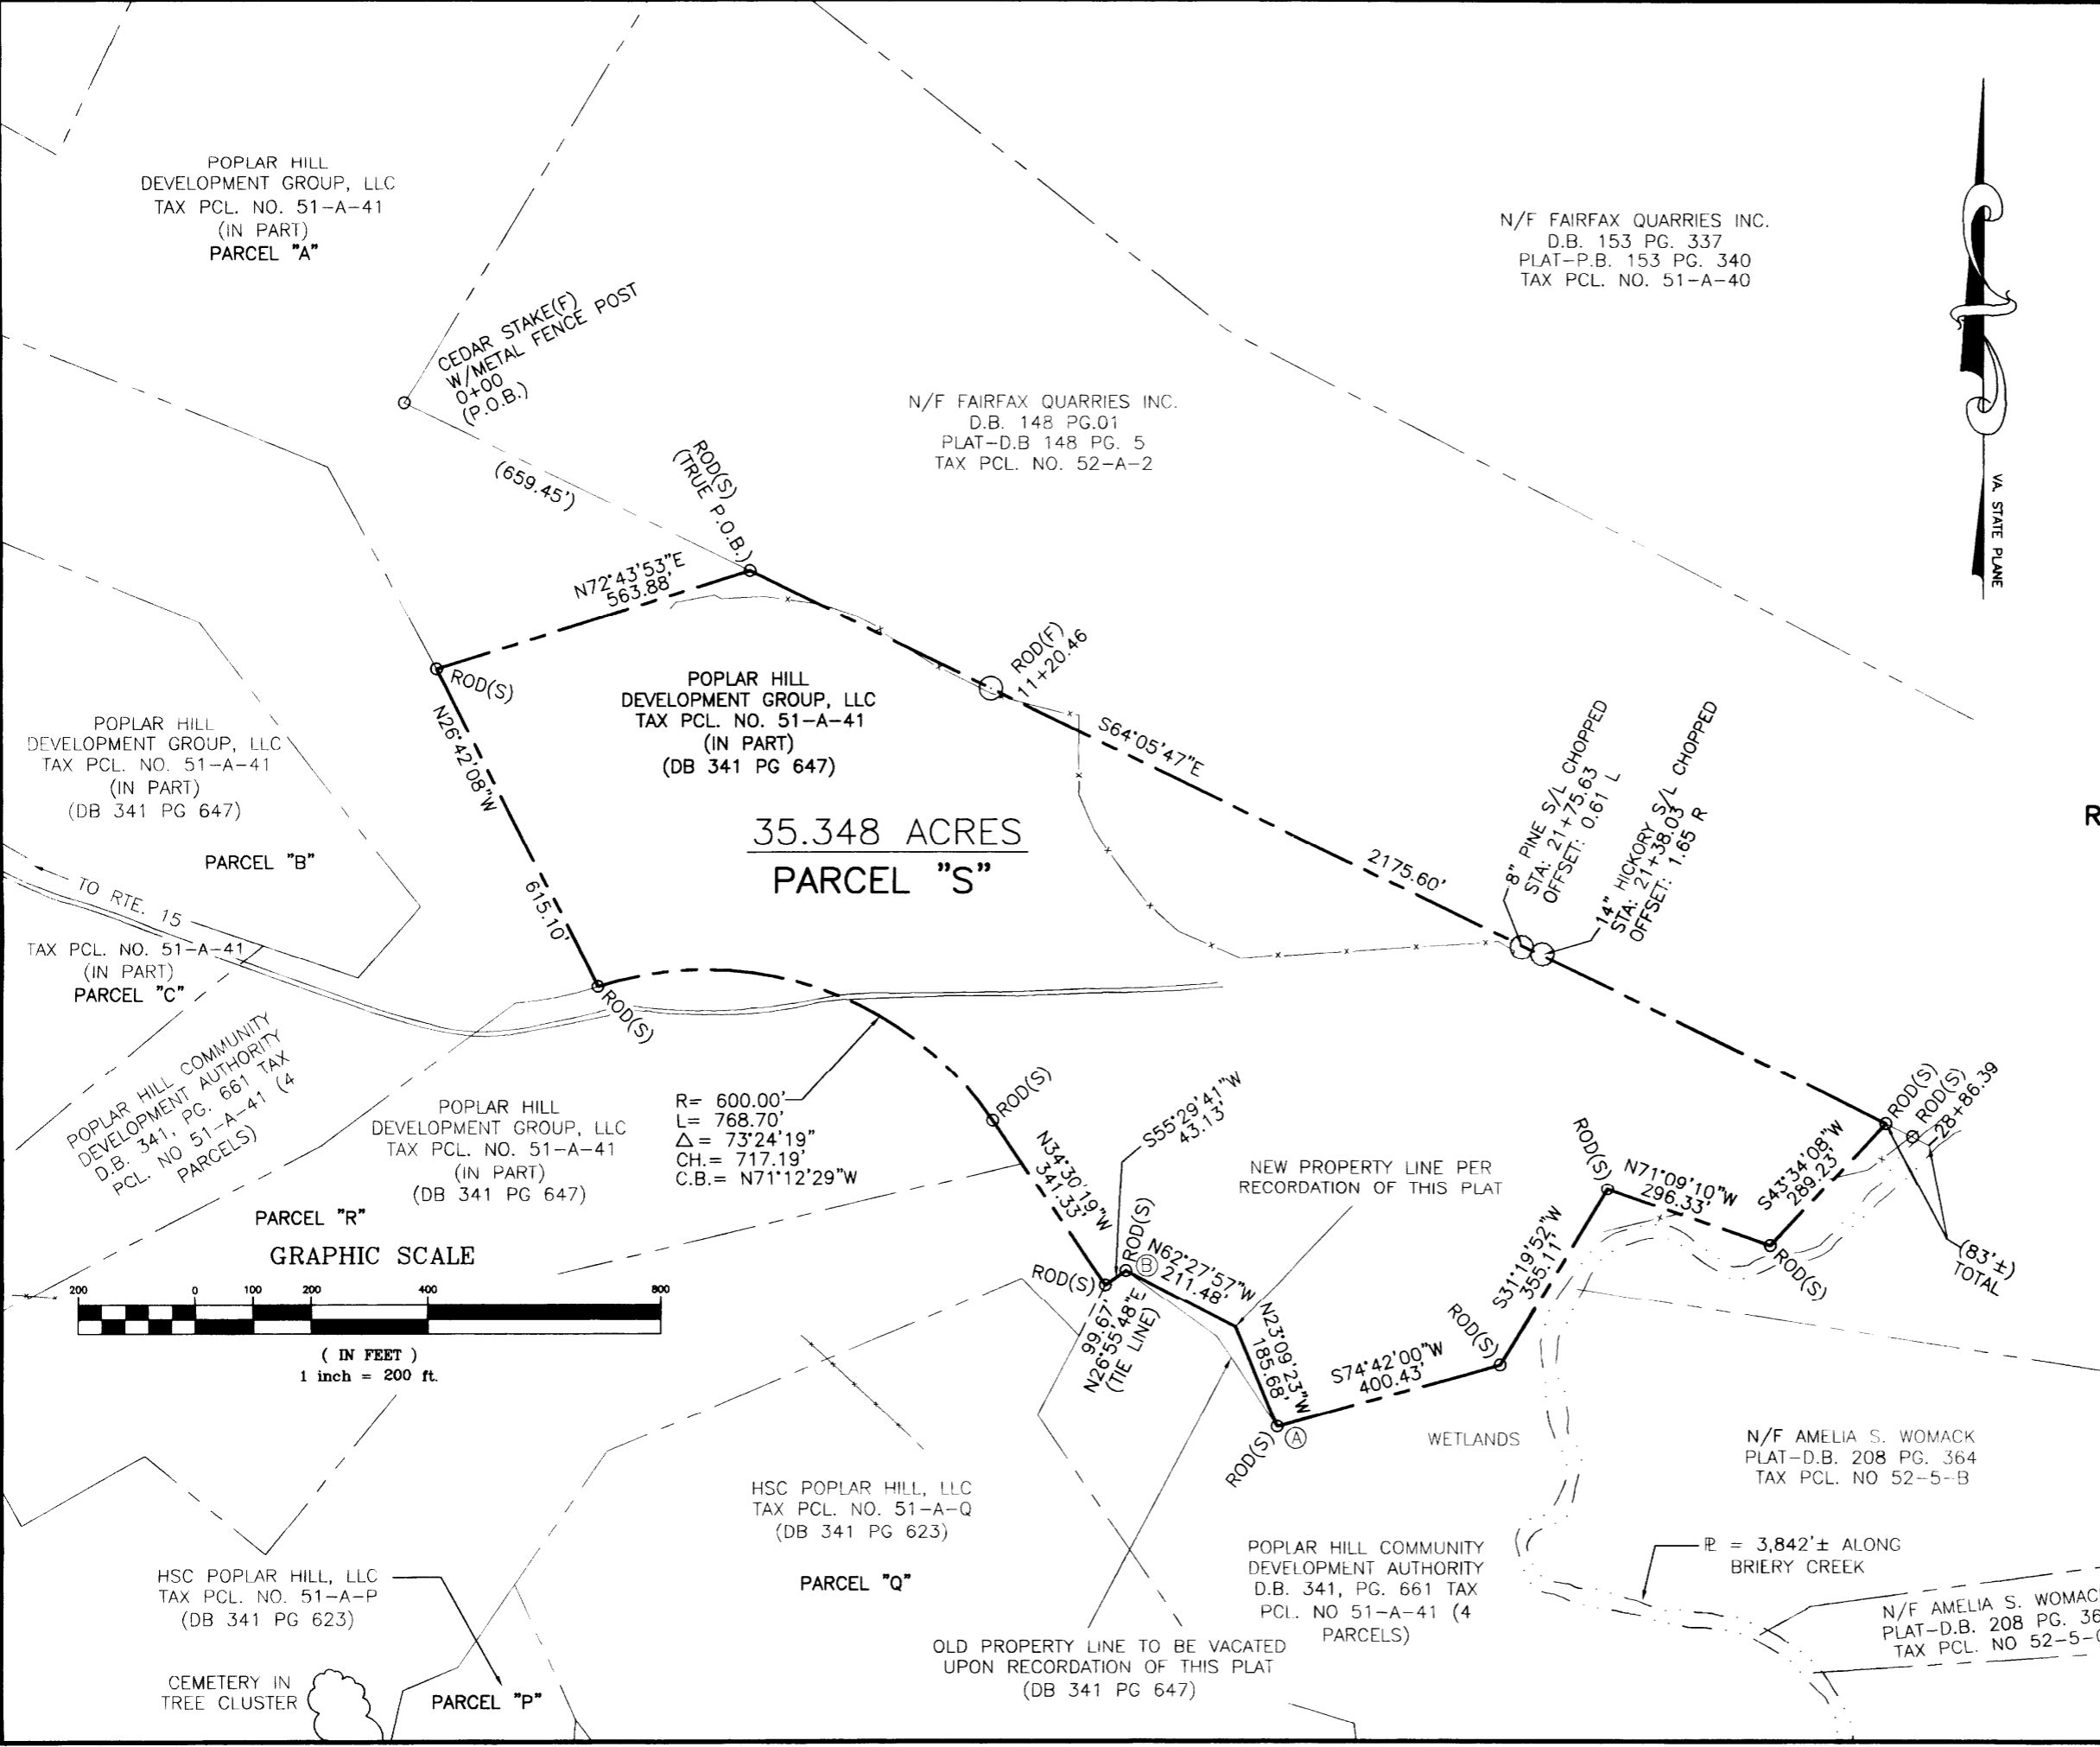 POPLAR HILL
DEVELOPMENT GROUP, LLC
TAX PCL. NO. 51-A-41
(IN PART)
PARCEL "A"
N/F FAIRFAX QUARRIES INC.
D.B. 153 PG. 337
PLAT-P.B. 153 PG. 340
TAX PCL. NO. 51-A-40
CEDAR STAKE(F)
W/METAL FENCE POST
0+00
(P.O.B.)
N/F FAIRFAX QUARRIES INC.
D.B. 148 PG.01
PLAT-D.B 148 PG. 5
TAX PCL. NO. 52-A-2
VA. STATE PLANE
(659.45')
ROD(S)
(TRUE P.O.B.)
N72°43'53"E
563.88'
ROD(S)
ROD(F)
11+20.46
POPLAR HILL
DEVELOPMENT GROUP, LLC
TAX PCL. NO. 51-A-41
(IN PART)
(DB 341 PG 647)
35.348 ACRES
PARCEL "S"
S64°05'47"E
2175.60'
8" PINE S/L CHOPPED
STA: 21+75.63
OFFSET: 0.61 L
14" HICKORY S/L CHOPPED
STA: 21+38.03
OFFSET: 1.65 R
R
N26°42'08"W
615.10'
POPLAR HILL
DEVELOPMENT GROUP, LLC
TAX PCL. NO. 51-A-41
(IN PART)
(DB 341 PG 647)
PARCEL "B"
TO RTE. 15
TAX PCL. NO. 51-A-41
(IN PART)
PARCEL "C"
ROD(S)
POPLAR HILL COMMUNITY
DEVELOPMENT AUTHORITY
D.B. 341, PG. 661 TAX
PCL. NO 51-A-41 (4
PARCELS)
POPLAR HILL
DEVELOPMENT GROUP, LLC
TAX PCL. NO. 51-A-41
(IN PART)
(DB 341 PG 647)
PARCEL "R"
R= 600.00'
L= 768.70'
Δ= 73°24'19"
CH.= 717.19'
C.B.= N71°12'29"W
ROD(S)
N34°30'19"W
341.33'
S55°29'41"W
43.13'
NEW PROPERTY LINE PER
RECORDATION OF THIS PLAT
ROD(S)
N71°09'10"W
296.33'
S43°34'08"W
289.23'
ROD(S)
ROD(S)
28+86.39
(83'±)
TOTAL
ROD(S)
S31°19'52"W
355.11'
ROD(S)
ROD(S)
ROD(S)
B
N62°27'57"W
211.48'
99.67'
N26°55'48"E
(TIE LINE)
N23°09'23"W
185.68'
S74°42'00"W
400.43'
ROD(S)
A
GRAPHIC SCALE
200 0 100 200 400 800
( IN FEET )
1 inch = 200 ft.
WETLANDS
N/F AMELIA S. WOMACK
PLAT-D.B. 208 PG. 364
TAX PCL. NO 52-5-B
HSC POPLAR HILL, LLC
TAX PCL. NO. 51-A-Q
(DB 341 PG 623)
PARCEL "Q"
POPLAR HILL COMMUNITY
DEVELOPMENT AUTHORITY
D.B. 341, PG. 661 TAX
PCL. NO 51-A-41 (4
PARCELS)
℄ = 3,842'± ALONG
BRIERY CREEK
HSC POPLAR HILL, LLC
TAX PCL. NO. 51-A-P
(DB 341 PG 623)
N/F AMELIA S. WOMAC
PLAT-D.B. 208 PG. 36
TAX PCL. NO 52-5-
OLD PROPERTY LINE TO BE VACATED
UPON RECORDATION OF THIS PLAT
(DB 341 PG 647)
CEMETERY IN
TREE CLUSTER
PARCEL "P"